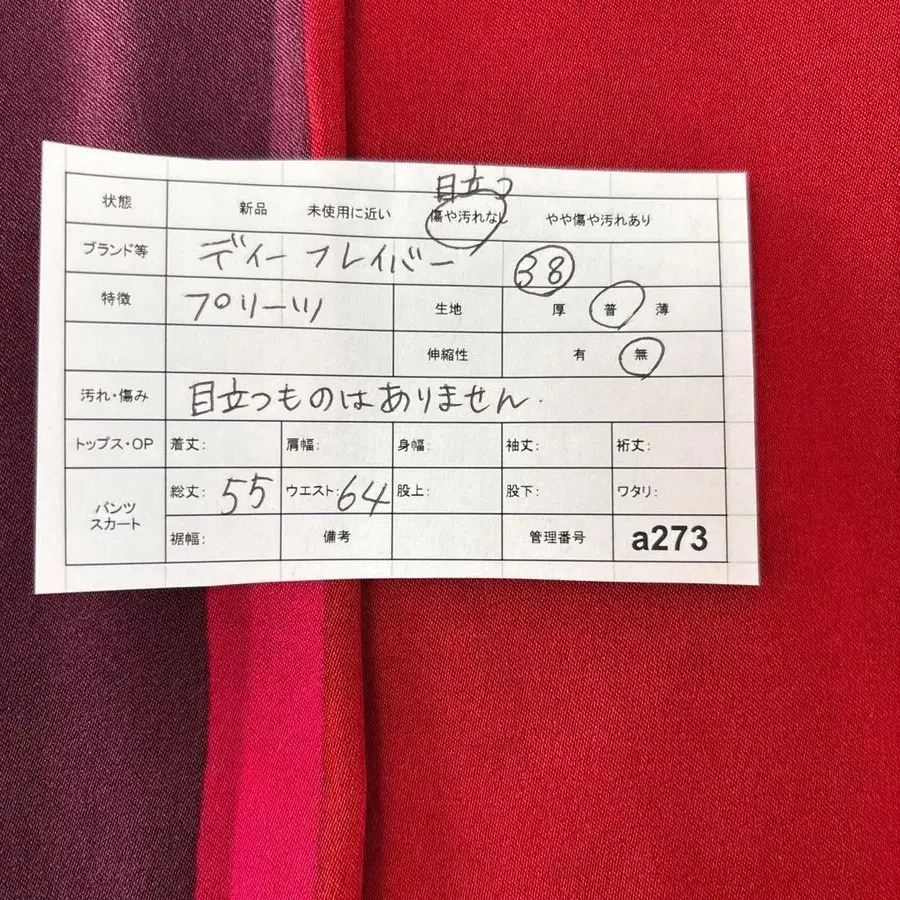 目立つ
状態 新品 未使用に近い 傷や汚れなし やや傷や汚れあり
ブランド等 ディーフレイバー 38
特徴 プリーツ 生地 厚 普 薄
伸縮性 有 無
汚れ・傷み 目立つものはありません.
トップス・OP 着丈: 肩幅: 身幅: 袖丈: 裄丈:
パンツ スカート 総丈: 55 ウエスト: 64 股上: 股下: ワタリ:
裾幅: 備考 管理番号 a273